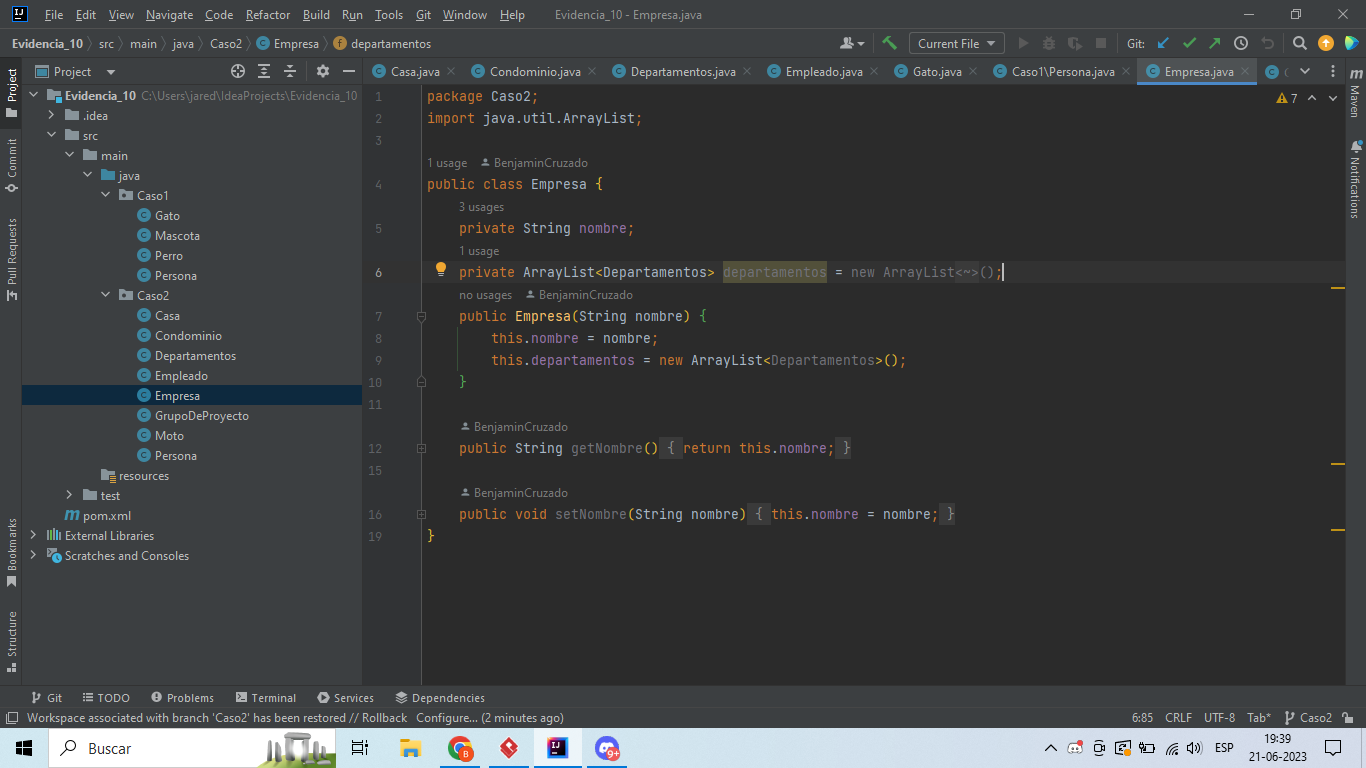 File Edit View Navigate Code Refactor Build Run Tools Git Window Help Evidencia_10 - Empresa.java
Evidencia_10 src main java Caso2 Empresa departamentos Current File Git:
Project
Casa.java Condominio.java Departamentos.java Empleado.java Gato.java Caso1\Persona.java Empresa.java
Evidencia_10 C:\Users\jared\IdeaProjects\Evidencia_10
.idea
src
main
java
Caso1
Gato
Mascota
Perro
Persona
Caso2
Casa
Condominio
Departamentos
Empleado
Empresa
GrupoDeProyecto
Moto
Persona
resources
test
pom.xml
External Libraries
Scratches and Consoles
Project
Commit
Pull Requests
Bookmarks
Structure
1 package Caso2;
2 import java.util.ArrayList;
3
1 usage BenjaminCruzado
4 public class Empresa {
3 usages
5 private String nombre;
1 usage
6 private ArrayList<Departamentos> departamentos = new ArrayList<~>();
no usages BenjaminCruzado
7 public Empresa(String nombre) {
8 this.nombre = nombre;
9 this.departamentos = new ArrayList<Departamentos>();
10 }
11
BenjaminCruzado
12 public String getNombre() { return this.nombre; }
15
BenjaminCruzado
16 public void setNombre(String nombre) { this.nombre = nombre; }
19 }
7
Maven
Notifications
Git TODO Problems Terminal Services Dependencies
Workspace associated with branch 'Caso2' has been restored // Rollback Configure... (2 minutes ago) 6:85 CRLF UTF-8 Tab* Caso2
Buscar
B
9+
ESP
19:39
21-06-2023